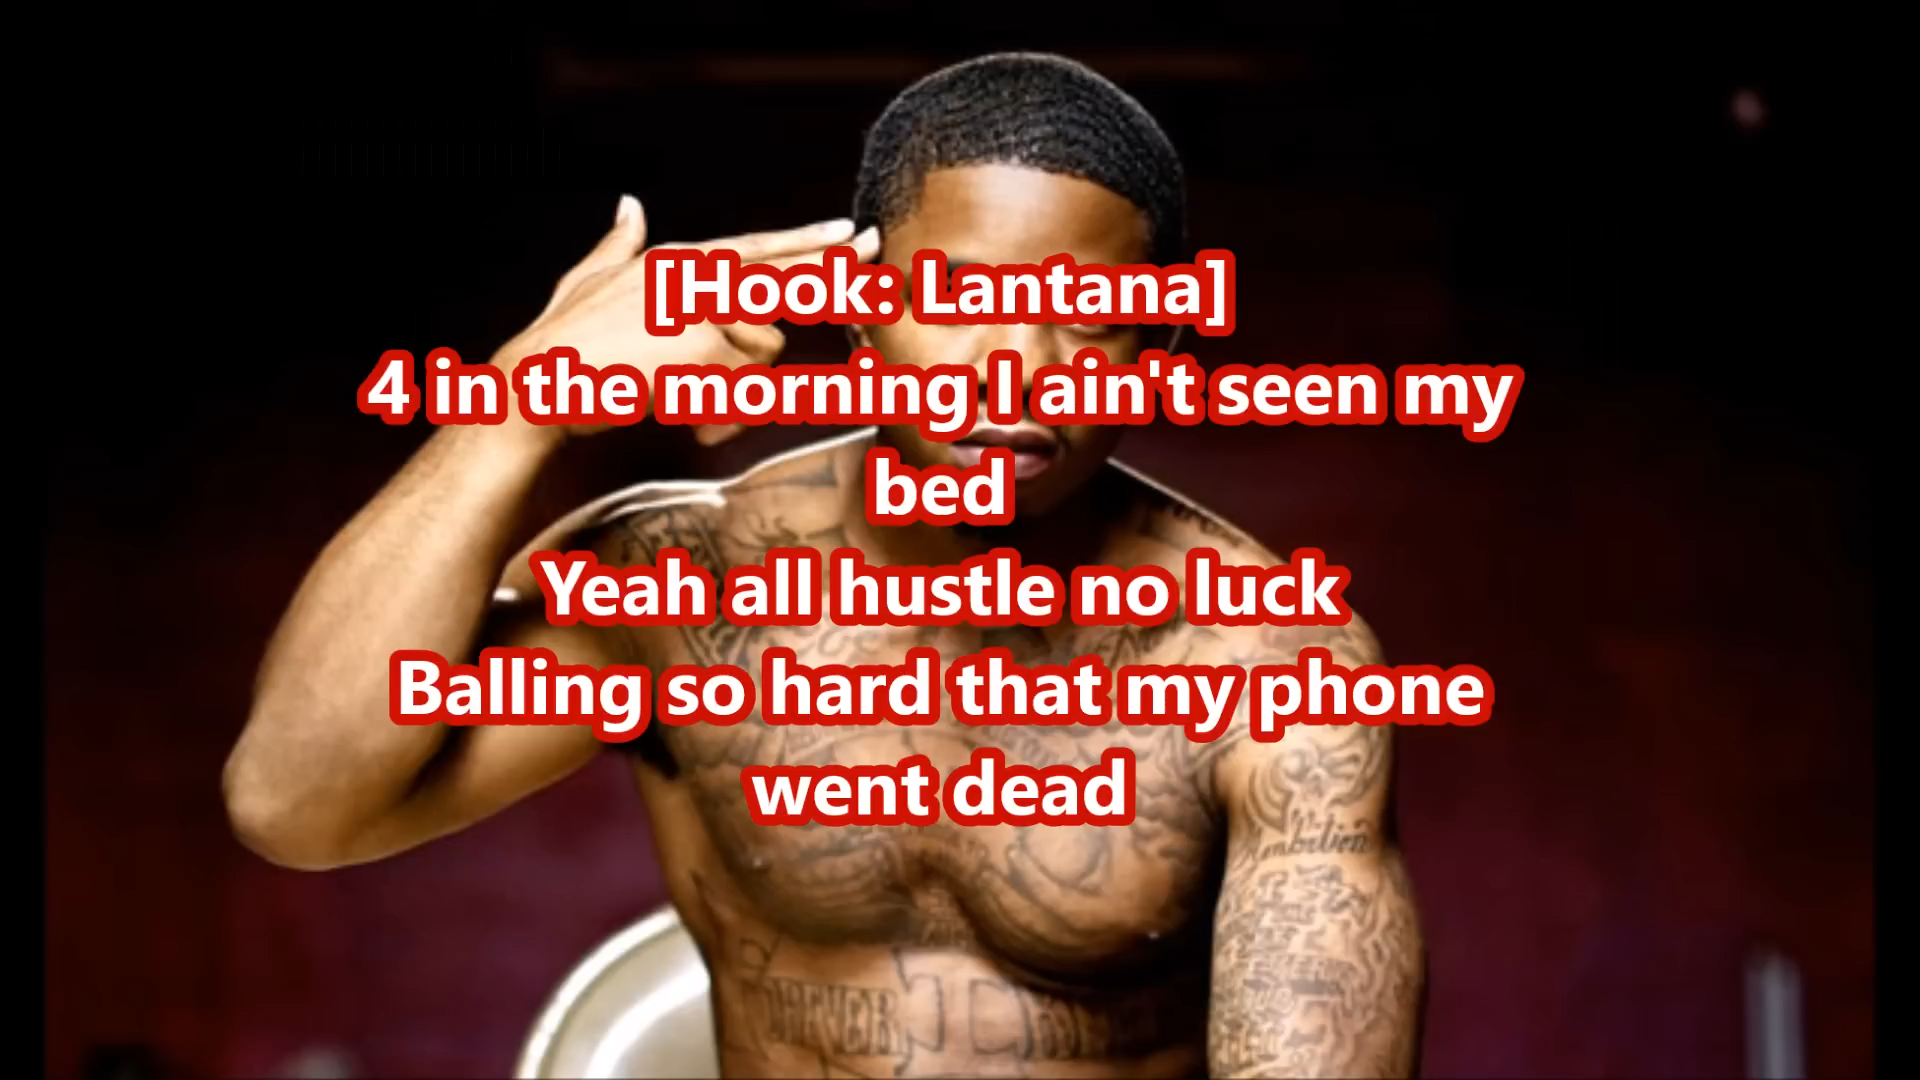 [Hook: Lantana]
4 in the morning I ain't seen my
bed
Yeah all hustle no luck
Balling so hard that my phone
went dead
Ambition